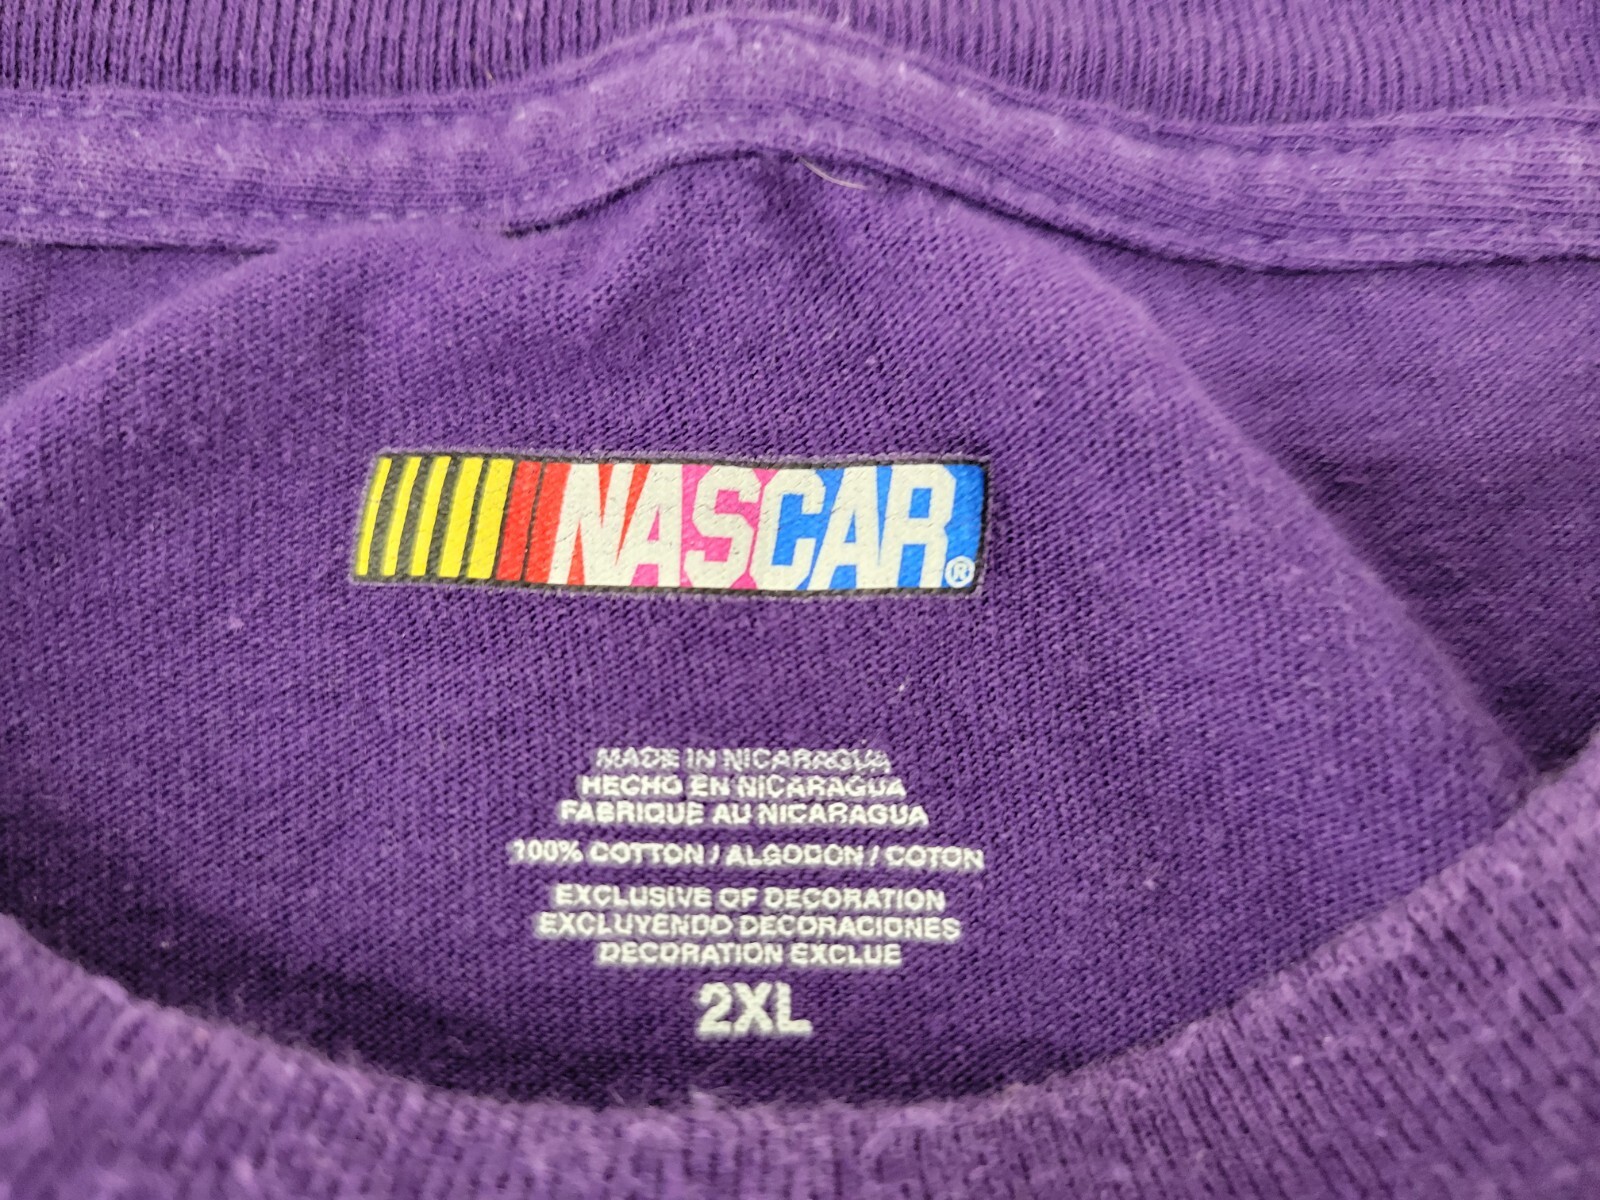 NASCAR®
MADE IN NICARAGUA
HECHO EN NICARAGUA
FABRIQUE AU NICARAGUA
100% COTTON / ALGODON / COTON
EXCLUSIVE OF DECORATION
EXCLUYENDO DECORACIONES
DECORATION EXCLUE
2XL